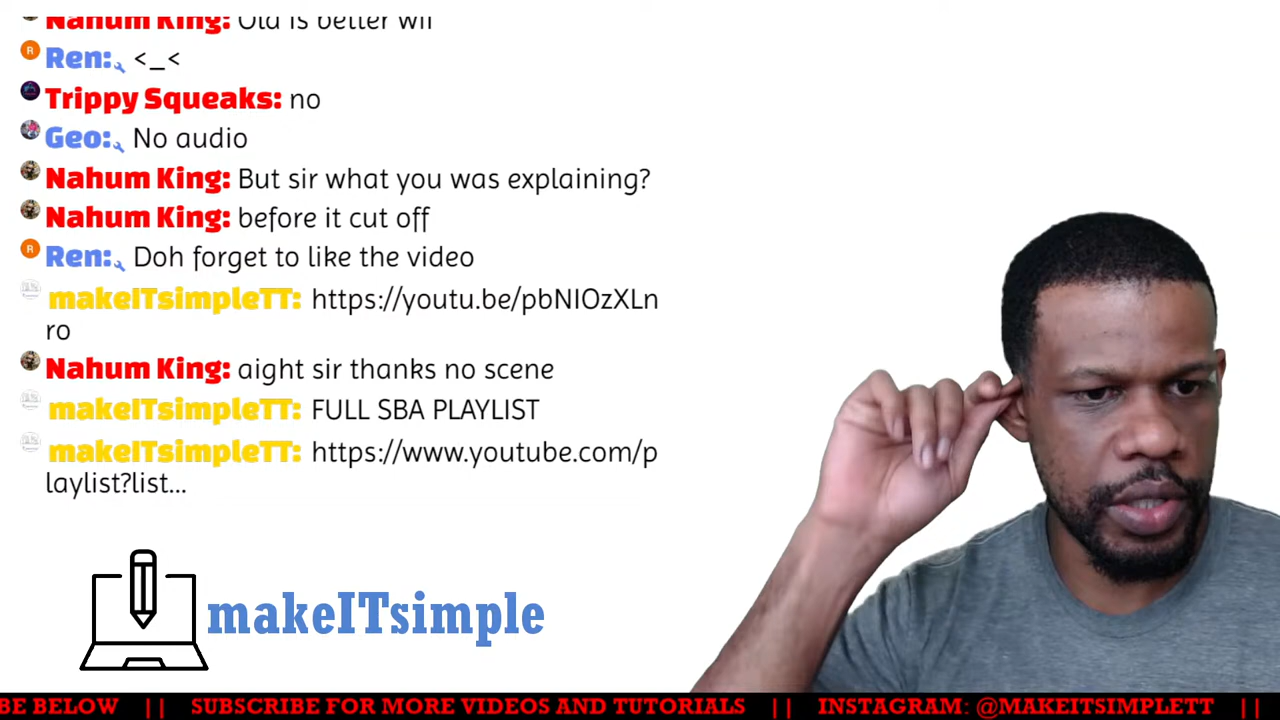 Nahum King: Old is better wii
Ren: <_<
Trippy Squeaks: no
Geo: No audio
Nahum King: But sir what you was explaining?
Nahum King: before it cut off
Ren: Doh forget to like the video
makeITsimpleTT: https://youtu.be/pbNIOzXLn
ro
Nahum King: aight sir thanks no scene
makeITsimpleTT: FULL SBA PLAYLIST
makeITsimpleTT: https://www.youtube.com/p
laylist?list...
makeITsimple
BE BELOW || SUBSCRIBE FOR MORE VIDEOS AND TUTORIALS || INSTAGRAM: @MAKEITSIMPLETT ||